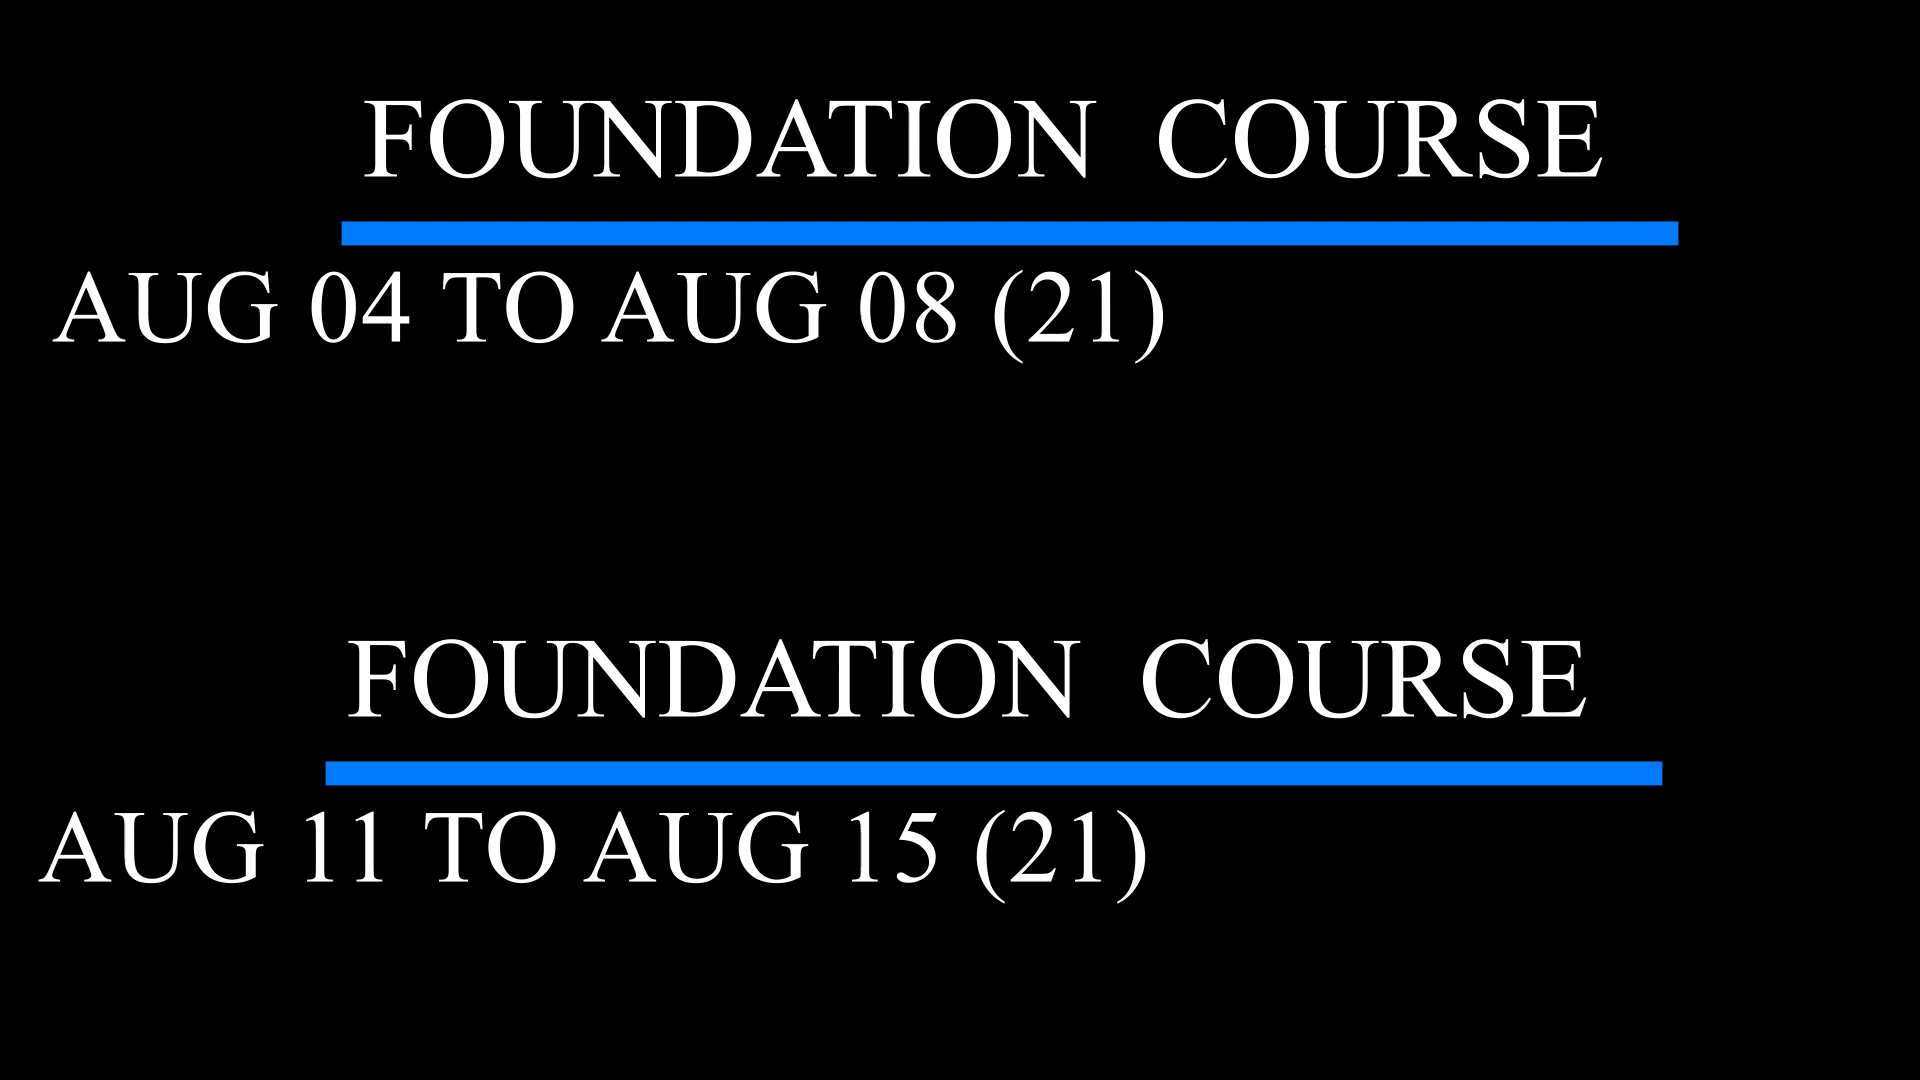 FOUNDATION COURSE
AUG 04 TO AUG 08 (21)
FOUNDATION COURSE
AUG 11 TO AUG 15 (21)